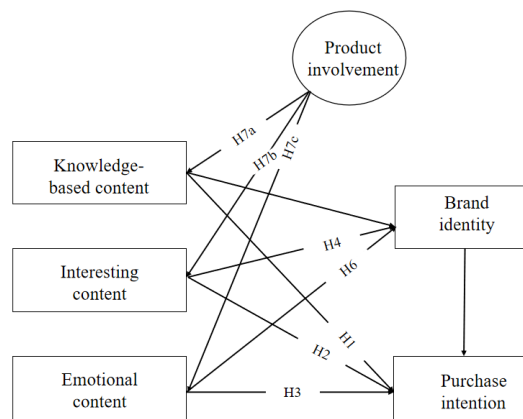 Product
involvement
H7a
H7b
H7c
Knowledge-
based content
Brand
identity
H4
Interesting
content
H6
H2
H1
Emotional
content
H3
Purchase
intention